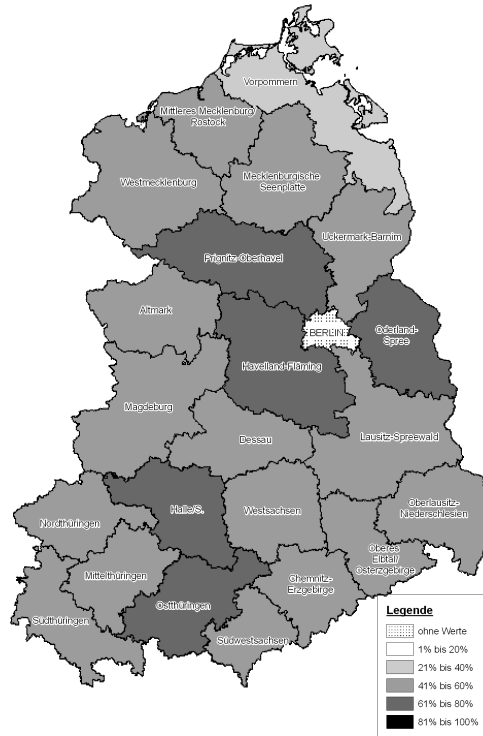 Vorpommern
Mittleres Mecklenburg/
Rostock
Westmecklenburg
Mecklenburgische
Seenplatte
Uckermark-Barnim
Prignitz-Oberhavel
Altmark
BERLIN
Oderland-
Spree
Havelland-Fläming
Magdeburg
Dessau
Lausitz-Spreewald
Halle/S.
Westsachsen
Oberlausitz-
Niederschlesien
Nordthüringen
Mittelthüringen
Oberes
Elbtal/
Osterzgebirge
Chemnitz-
Erzgebirge
Ostthüringen
Südthüringen
Südwestsachsen
Legende
ohne Werte
1% bis 20%
21% bis 40%
41% bis 60%
61% bis 80%
81% bis 100%